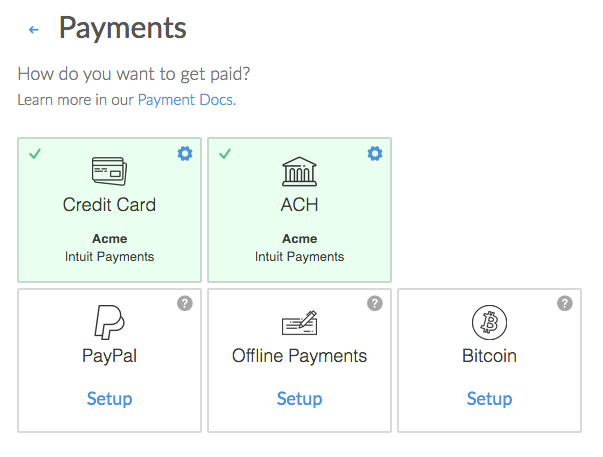 Payments
How do you want to get paid?
Learn more in our Payment Docs.
Credit Card
Acme
Intuit Payments
ACH
Acme
Intuit Payments
?
PayPal
Setup
?
Offline Payments
Setup
?
Bitcoin
Setup